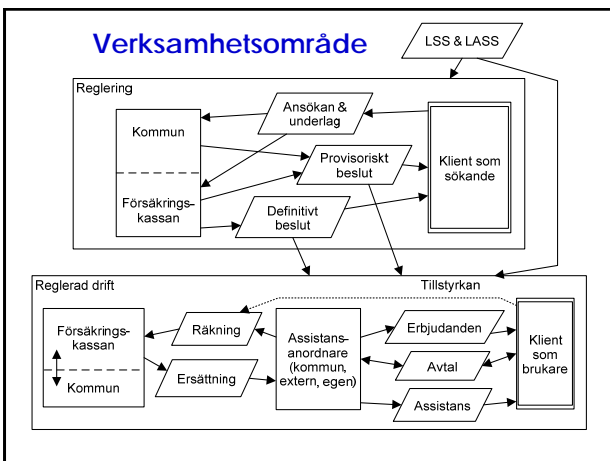 Verksamhetsområde
LSS & LASS
Reglering
Ansökan &
underlag
Kommun
Provisoriskt
beslut
Klient som
sökande
Försäkrings-
kassan
Definitivt
beslut
Reglerad drift
Tillstyrkan
Försäkrings-
kassan
Kommun
Räkning
Ersättning
Assistans-
anordnare
(kommun,
extern, egen)
Erbjudanden
Avtal
Assistans
Klient
som
brukare